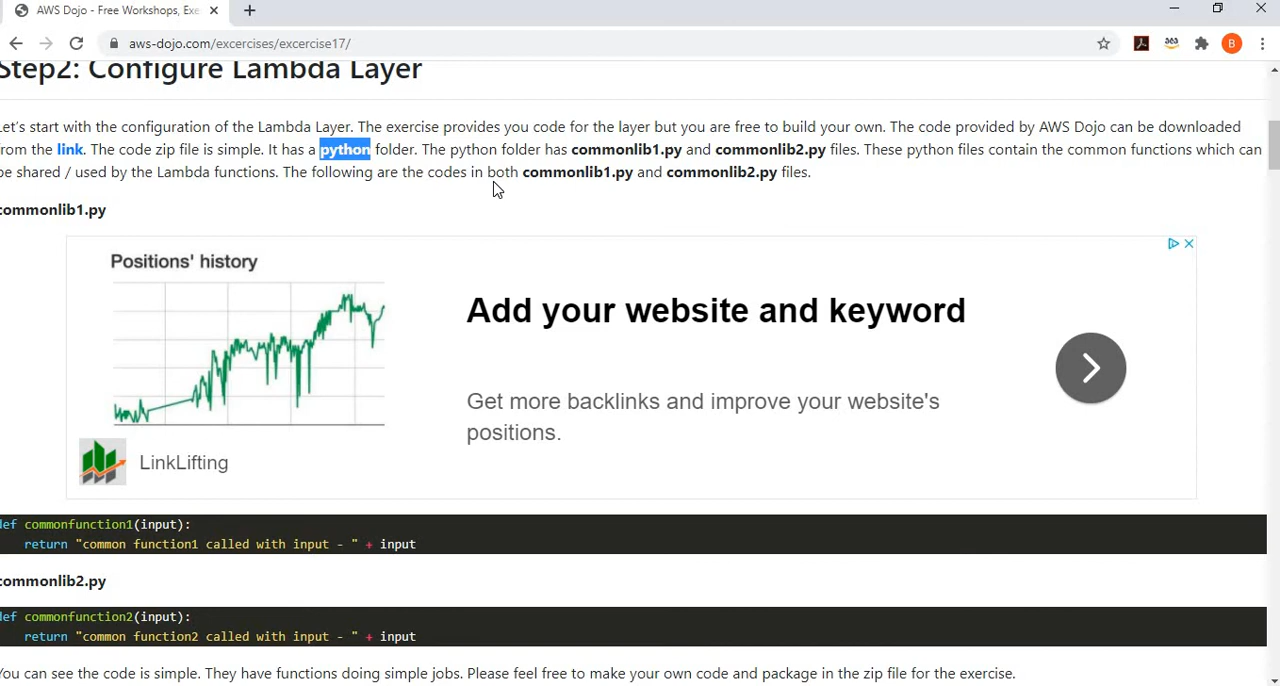 AWS Dojo - Free Workshops, Exe
aws-dojo.com/excercises/excercise17/
B
Step2: Configure Lambda Layer
Let's start with the configuration of the Lambda Layer. The exercise provides you code for the layer but you are free to build your own. The code provided by AWS Dojo can be downloaded
from the link. The code zip file is simple. It has a python folder. The python folder has commonlib1.py and commonlib2.py files. These python files contain the common functions which can
be shared / used by the Lambda functions. The following are the codes in both commonlib1.py and commonlib2.py files.
commonlib1.py
Positions' history
Add your website and keyword
Get more backlinks and improve your website's
positions.
LinkLifting
def commonfunction1(input):
return "common function1 called with input - " + input
commonlib2.py
def commonfunction2(input):
return "common function2 called with input - " + input
You can see the code is simple. They have functions doing simple jobs. Please feel free to make your own code and package in the zip file for the exercise.